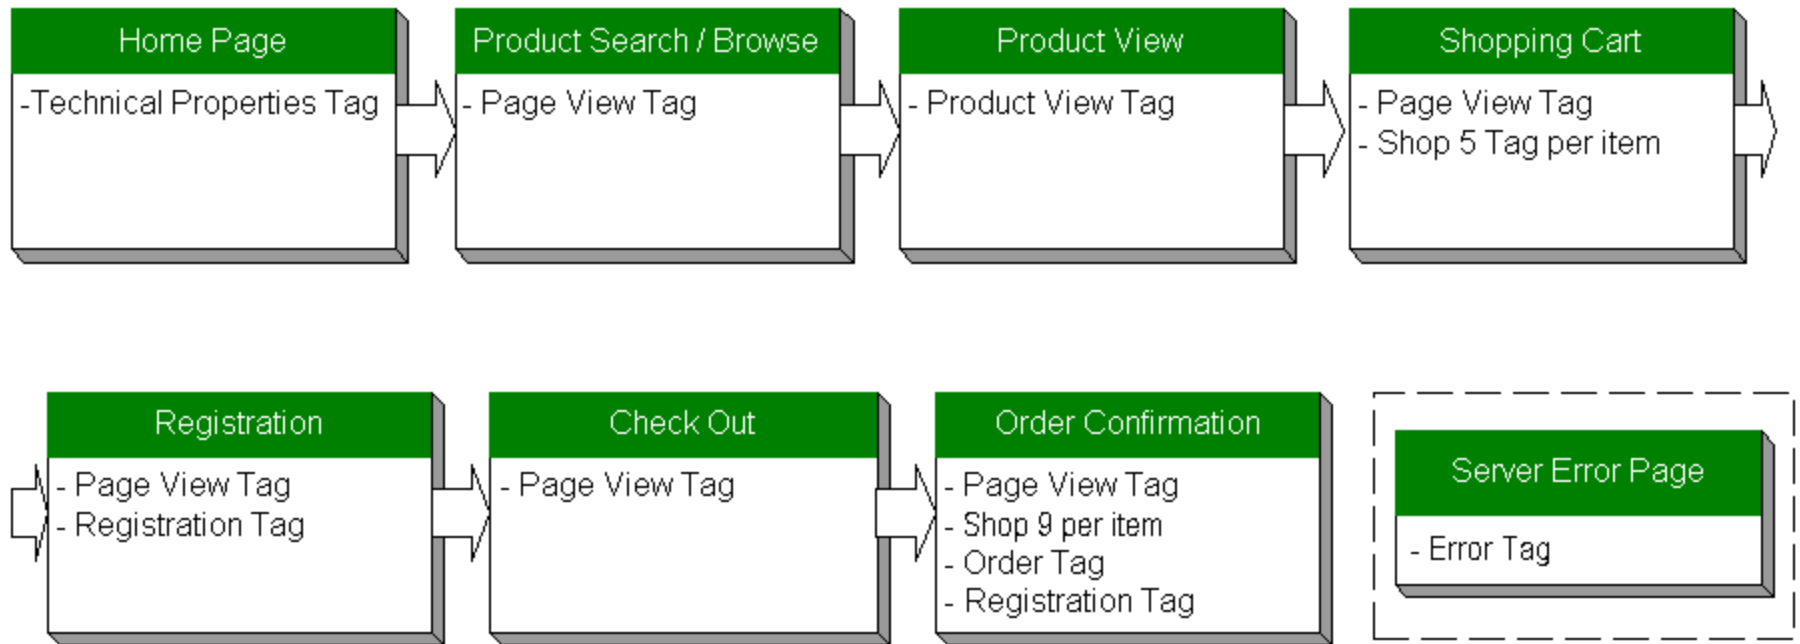 Home Page
-Technical Properties Tag
Product Search / Browse
- Page View Tag
Product View
- Product View Tag
Shopping Cart
- Page View Tag
- Shop 5 Tag per item
Registration
- Page View Tag
- Registration Tag
Check Out
- Page View Tag
Order Confirmation
- Page View Tag
- Shop 9 per item
- Order Tag
- Registration Tag
Server Error Page
- Error Tag